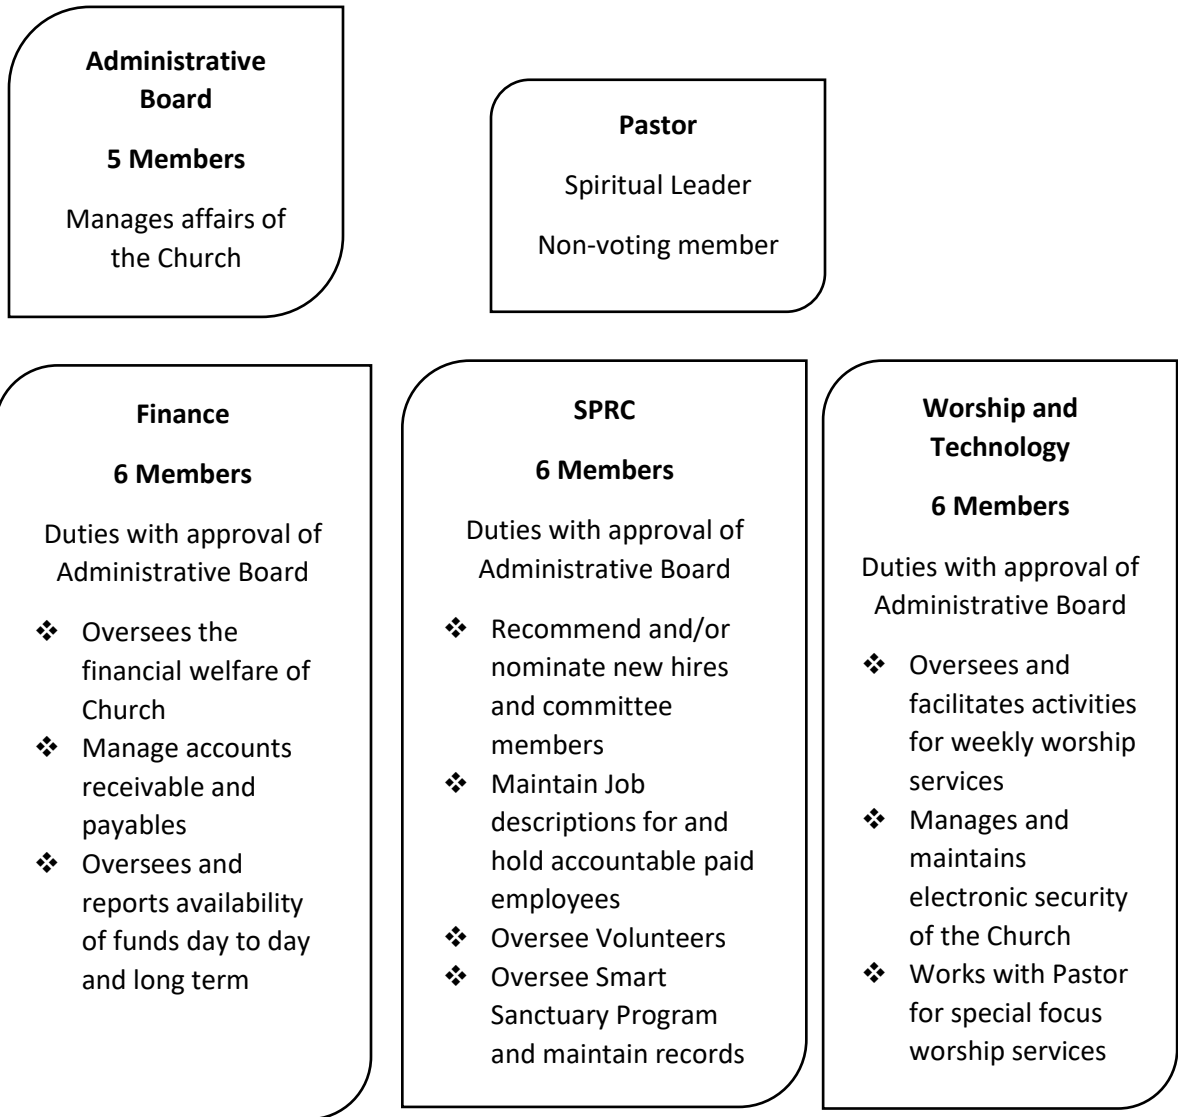 Administrative
Board
5 Members
Manages affairs of
the Church
Pastor
Spiritual Leader
Non-voting member
Finance
6 Members
Duties with approval of
Administrative Board
❖ Oversees the
financial welfare of
Church
❖ Manage accounts
receivable and
payables
❖ Oversees and
reports availability
of funds day to day
and long term
SPRC
6 Members
Duties with approval of
Administrative Board
❖ Recommend and/or
nominate new hires
and committee
members
❖ Maintain Job
descriptions for and
hold accountable paid
employees
❖ Oversee Volunteers
❖ Oversee Smart
Sanctuary Program
and maintain records
Worship and
Technology
6 Members
Duties with approval of
Administrative Board
❖ Oversees and
facilitates activities
for weekly worship
services
❖ Manages and
maintains
electronic security
of the Church
❖ Works with Pastor
for special focus
worship services